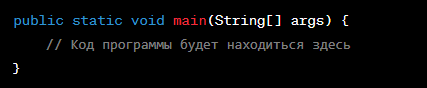 public static void main(String[] args) {
// Код программы будет находиться здесь
}